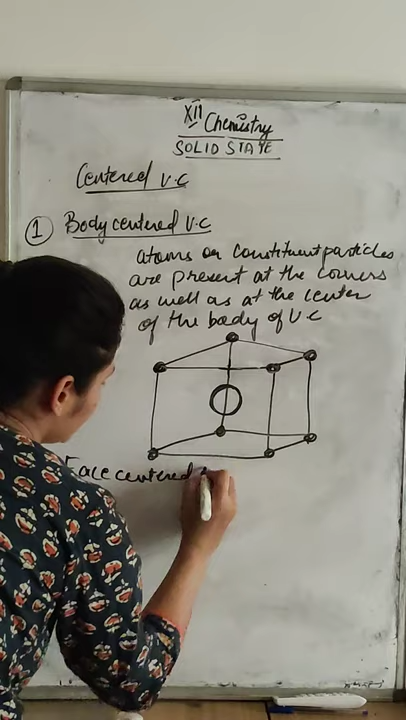 XII Chemistry
SOLID STATE
Centered U.C
1 Body centered U.C
atoms or constituent particles
are present at the corners
as well as at the center
of the body of U C
Face centered